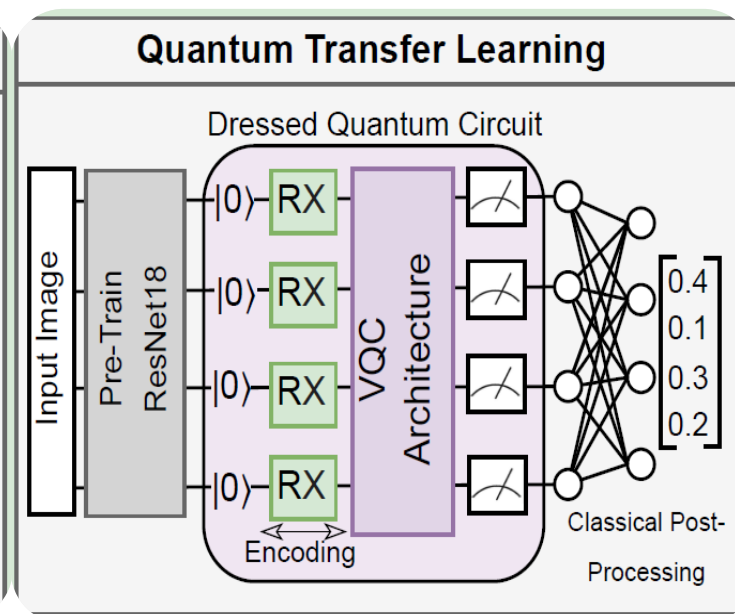 Quantum Transfer Learning
Dressed Quantum Circuit
Input Image
Pre-Train
ResNet18
|0⟩ RX
|0⟩ RX
|0⟩ RX
|0⟩ RX
Encoding
VQC
Architecture
0.4
0.1
0.3
0.2
Classical Post-
Processing